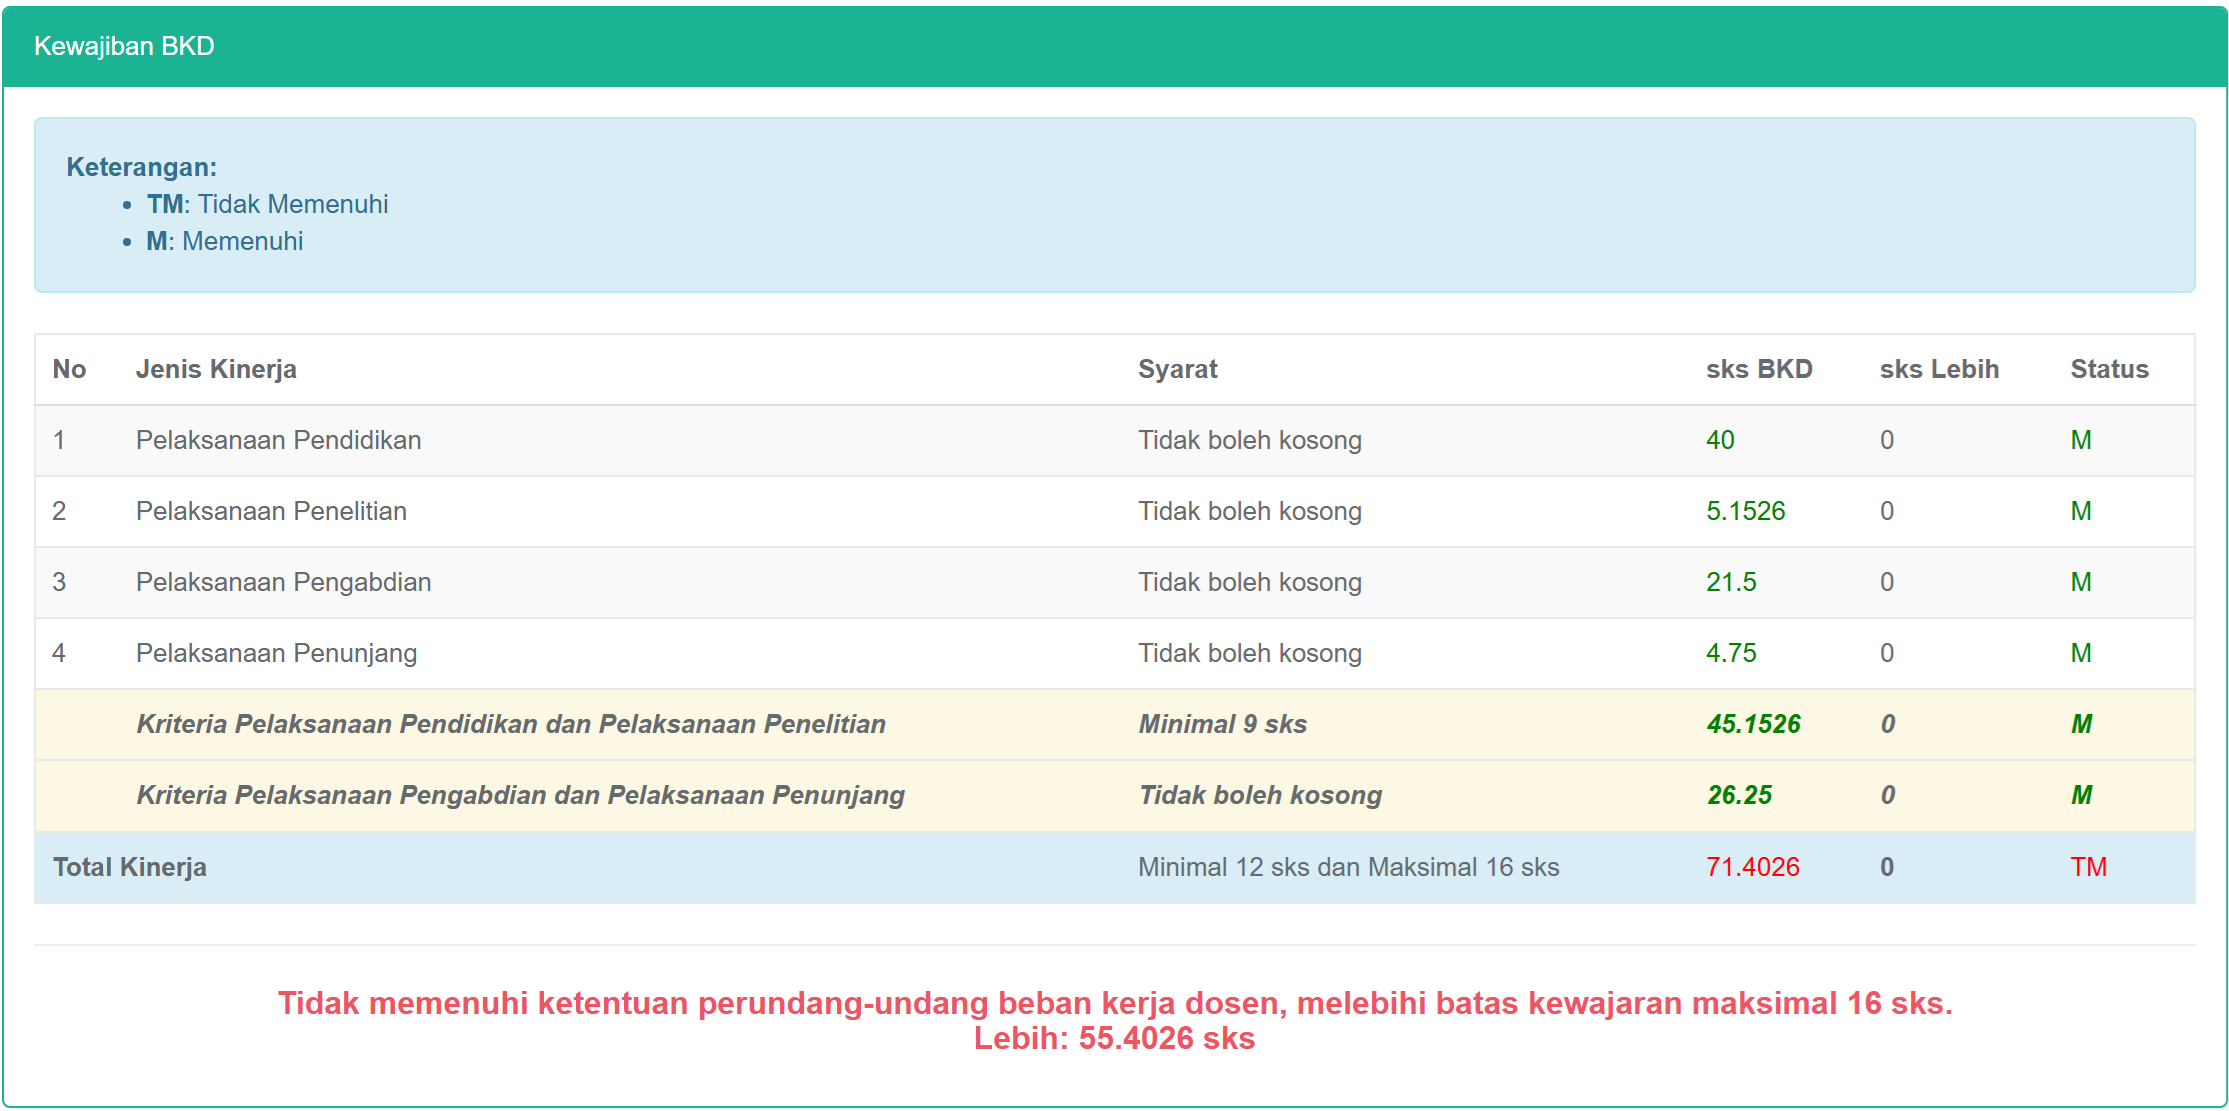 Kewajiban BKD
Keterangan:
• TM: Tidak Memenuhi
• M: Memenuhi
No Jenis Kinerja Syarat sks BKD sks Lebih Status
1 Pelaksanaan Pendidikan Tidak boleh kosong 40 0 M
2 Pelaksanaan Penelitian Tidak boleh kosong 5.1526 0 M
3 Pelaksanaan Pengabdian Tidak boleh kosong 21.5 0 M
4 Pelaksanaan Penunjang Tidak boleh kosong 4.75 0 M
Kriteria Pelaksanaan Pendidikan dan Pelaksanaan Penelitian Minimal 9 sks 45.1526 0 M
Kriteria Pelaksanaan Pengabdian dan Pelaksanaan Penunjang Tidak boleh kosong 26.25 0 M
Total Kinerja Minimal 12 sks dan Maksimal 16 sks 71.4026 0 TM
Tidak memenuhi ketentuan perundang-undang beban kerja dosen, melebihi batas kewajaran maksimal 16 sks.
Lebih: 55.4026 sks